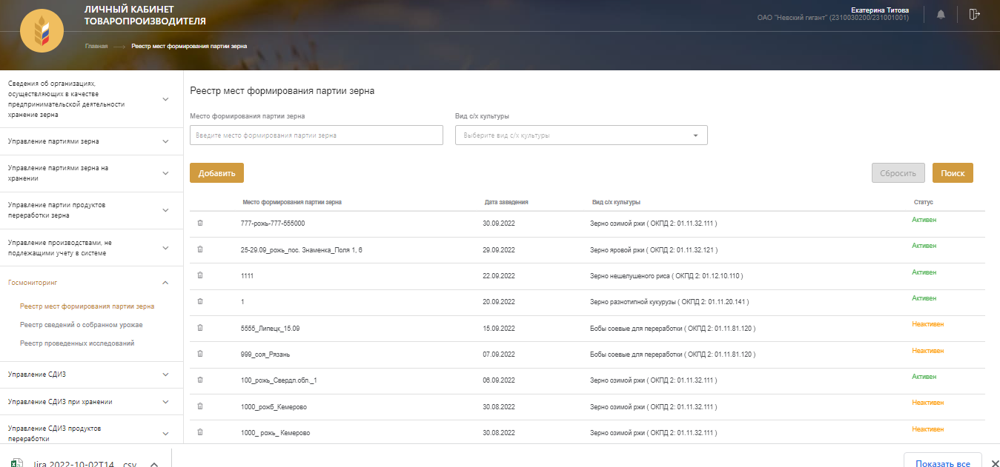 ЛИЧНЫЙ КАБИНЕТ
ТОВАРОПРОИЗВОДИТЕЛЯ
Екатерина Титова
ОАО "Невский гигант" (2310030200/231001001)
Главная
Реестр мест формирования партии зерна
Сведения об организациях,
осуществляющих в качестве
предпринимательской деятельности
хранение зерна
Управление партиями зерна
Управление партиями зерна на
хранении
Управление партии продуктов
переработки зерна
Управление производствами, не
подлежащими учету в системе
Госмониторинг
Реестр мест формирования партии зерна
Реестр сведений о собранном урожае
Реестр проведенных исследований
Управление СДИЗ
Управление СДИЗ при хранении
Управление СДИЗ продуктов
переработки
Реестр мест формирования партии зерна
Место формирования партии зерна Вид с/х культуры
Введите место формирования партии зерна Выберите вид с/х культуры
Добавить Сбросить Поиск
Место формирования партии зерна Дата заведения Вид с/х культуры Статус
777-рожь-777-555000 30.09.2022 Зерно озимой ржи ( ОКПД 2: 01.11.32.111 ) Активен
25-29.09_рожь_пос. Знаменка_Поля 1, 6 29.09.2022 Зерно яровой ржи ( ОКПД 2: 01.11.32.121 ) Активен
1111 22.09.2022 Зерно нешелушеного риса ( ОКПД 2: 01.12.10.110 ) Активен
1 20.09.2022 Зерно разнотипной кукурузы ( ОКПД 2: 01.11.20.141 ) Активен
5555_Липецк_15.09 15.09.2022 Бобы соевые для переработки ( ОКПД 2: 01.11.81.120 ) Неактивен
999_соя_Рязань 07.09.2022 Бобы соевые для переработки ( ОКПД 2: 01.11.81.120 ) Неактивен
100_рожь_Свердл.обл._1 06.09.2022 Зерно озимой ржи ( ОКПД 2: 01.11.32.111 ) Активен
1000_рожб_Кемерово 30.08.2022 Зерно озимой ржи ( ОКПД 2: 01.11.32.111 ) Неактивен
1000_ рожь_ Кемерово 30.08.2022 Зерно озимой ржи ( ОКПД 2: 01.11.32.111 ) Неактивен
Jira 2022-10-02T14....csv Показать все